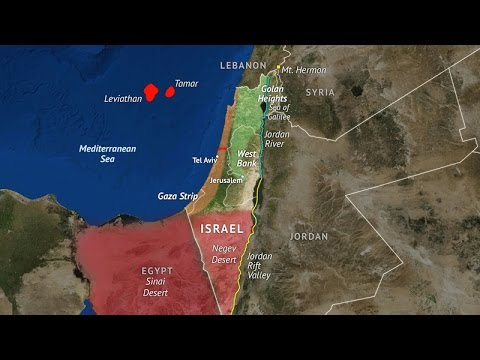 LEBANON
Mt. Hermon
Tamar
Leviathan
Golan
Heights
SYRIA
Sea of
Galilee
Mediterranean
Sea
Jordan
River
Tel Aviv
West
Bank
Jerusalem
Gaza Strip
ISRAEL
JORDAN
Negev
Desert
Jordan
Rift
Valley
EGYPT
Sinai
Desert